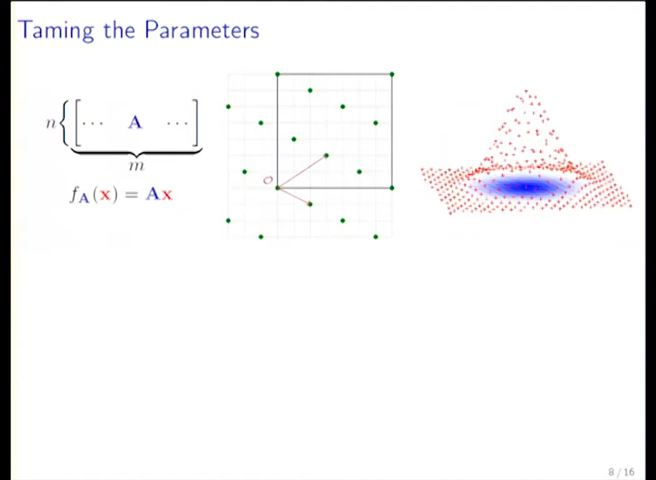 Taming the Parameters
n{[··· A ···]
m
f_A(x) = Ax
O
8 / 16